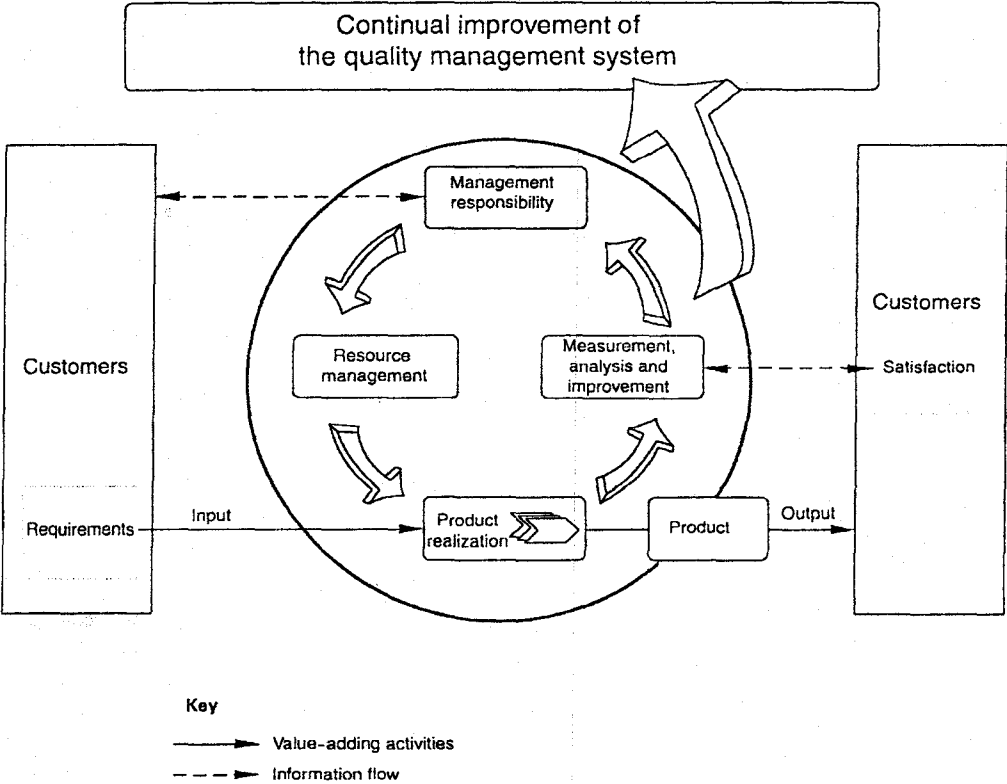 Continual improvement of
the quality management system
Management
responsibility
Customers
Resource
management
Measurement,
analysis and
improvement
Customers
Satisfaction
Requirements
Input
Product
realization
Product
Output
Key
Value-adding activities
Information flow